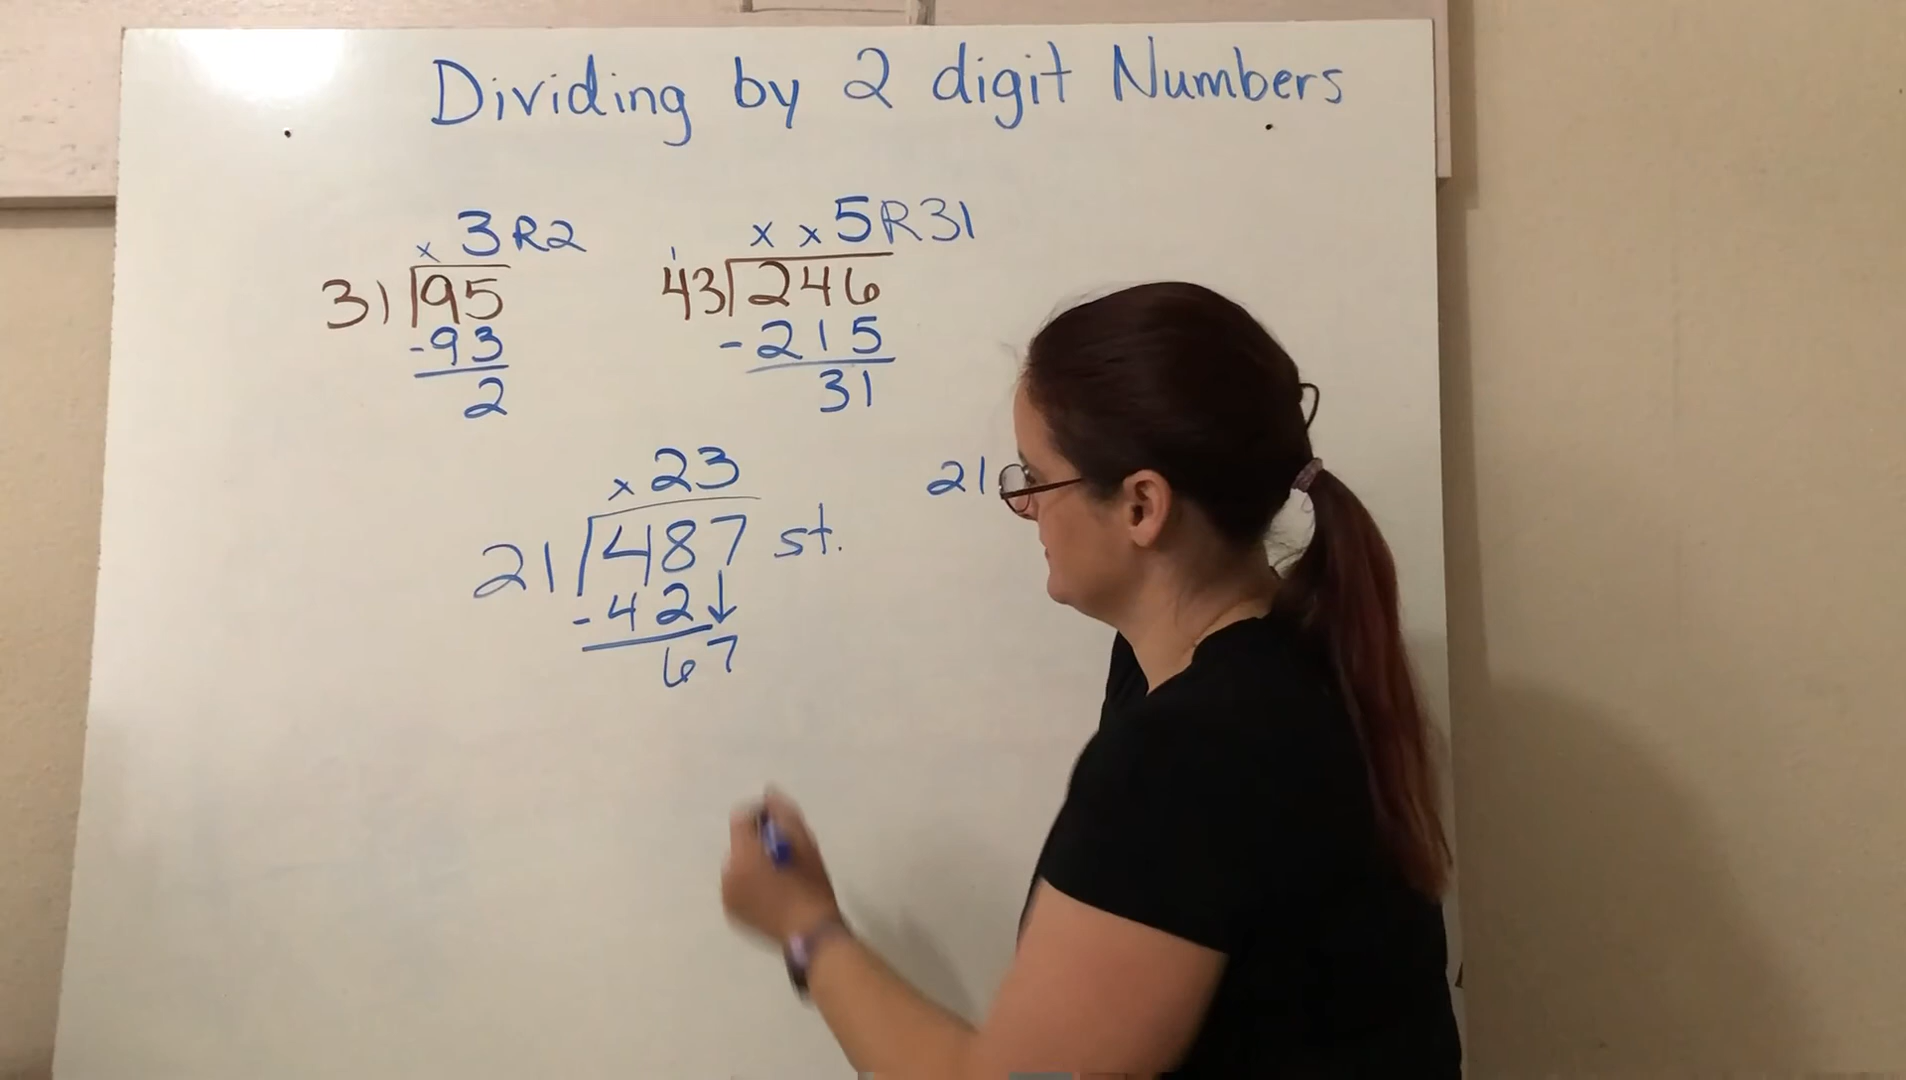 Dividing by 2 digit Numbers
x 3 R2
31)95
-93
2
x x 5 R31
1
43)246
-215
31
x 23
21)487 st.
-42↓
67
21